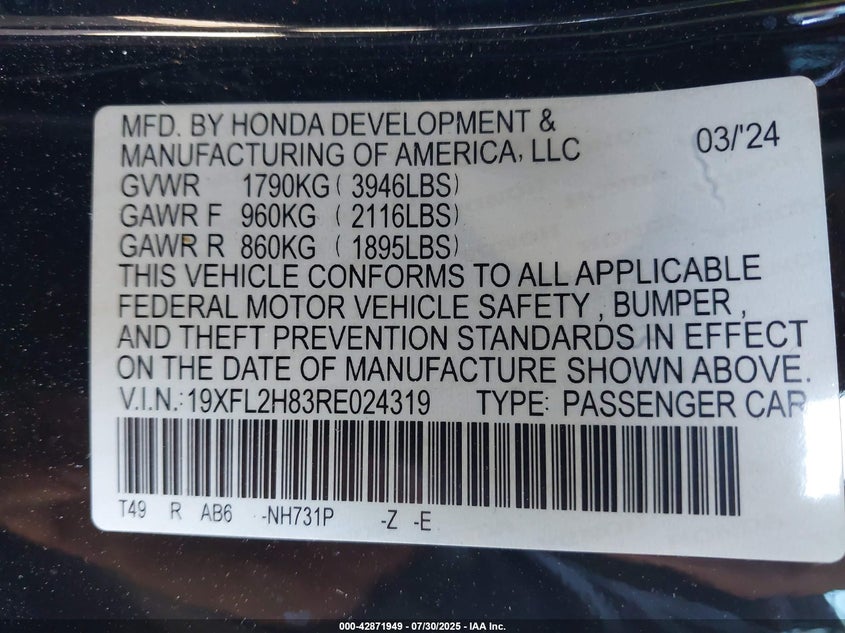 MFD. BY HONDA DEVELOPMENT &
MANUFACTURING OF AMERICA, LLC 03/'24
GVWR 1790KG ( 3946LBS)
GAWR F 960KG ( 2116LBS)
GAWR R 860KG ( 1895LBS)
THIS VEHICLE CONFORMS TO ALL APPLICABLE
FEDERAL MOTOR VEHICLE SAFETY , BUMPER ,
AND THEFT PREVENTION STANDARDS IN EFFECT
ON THE DATE OF MANUFACTURE SHOWN ABOVE.
V.I.N.: 19XFL2H83RE024319 TYPE: PASSENGER CAR
T49 R AB6 -NH731P -Z -E
000-42871949 | 07/30/2025 - IAA Inc.